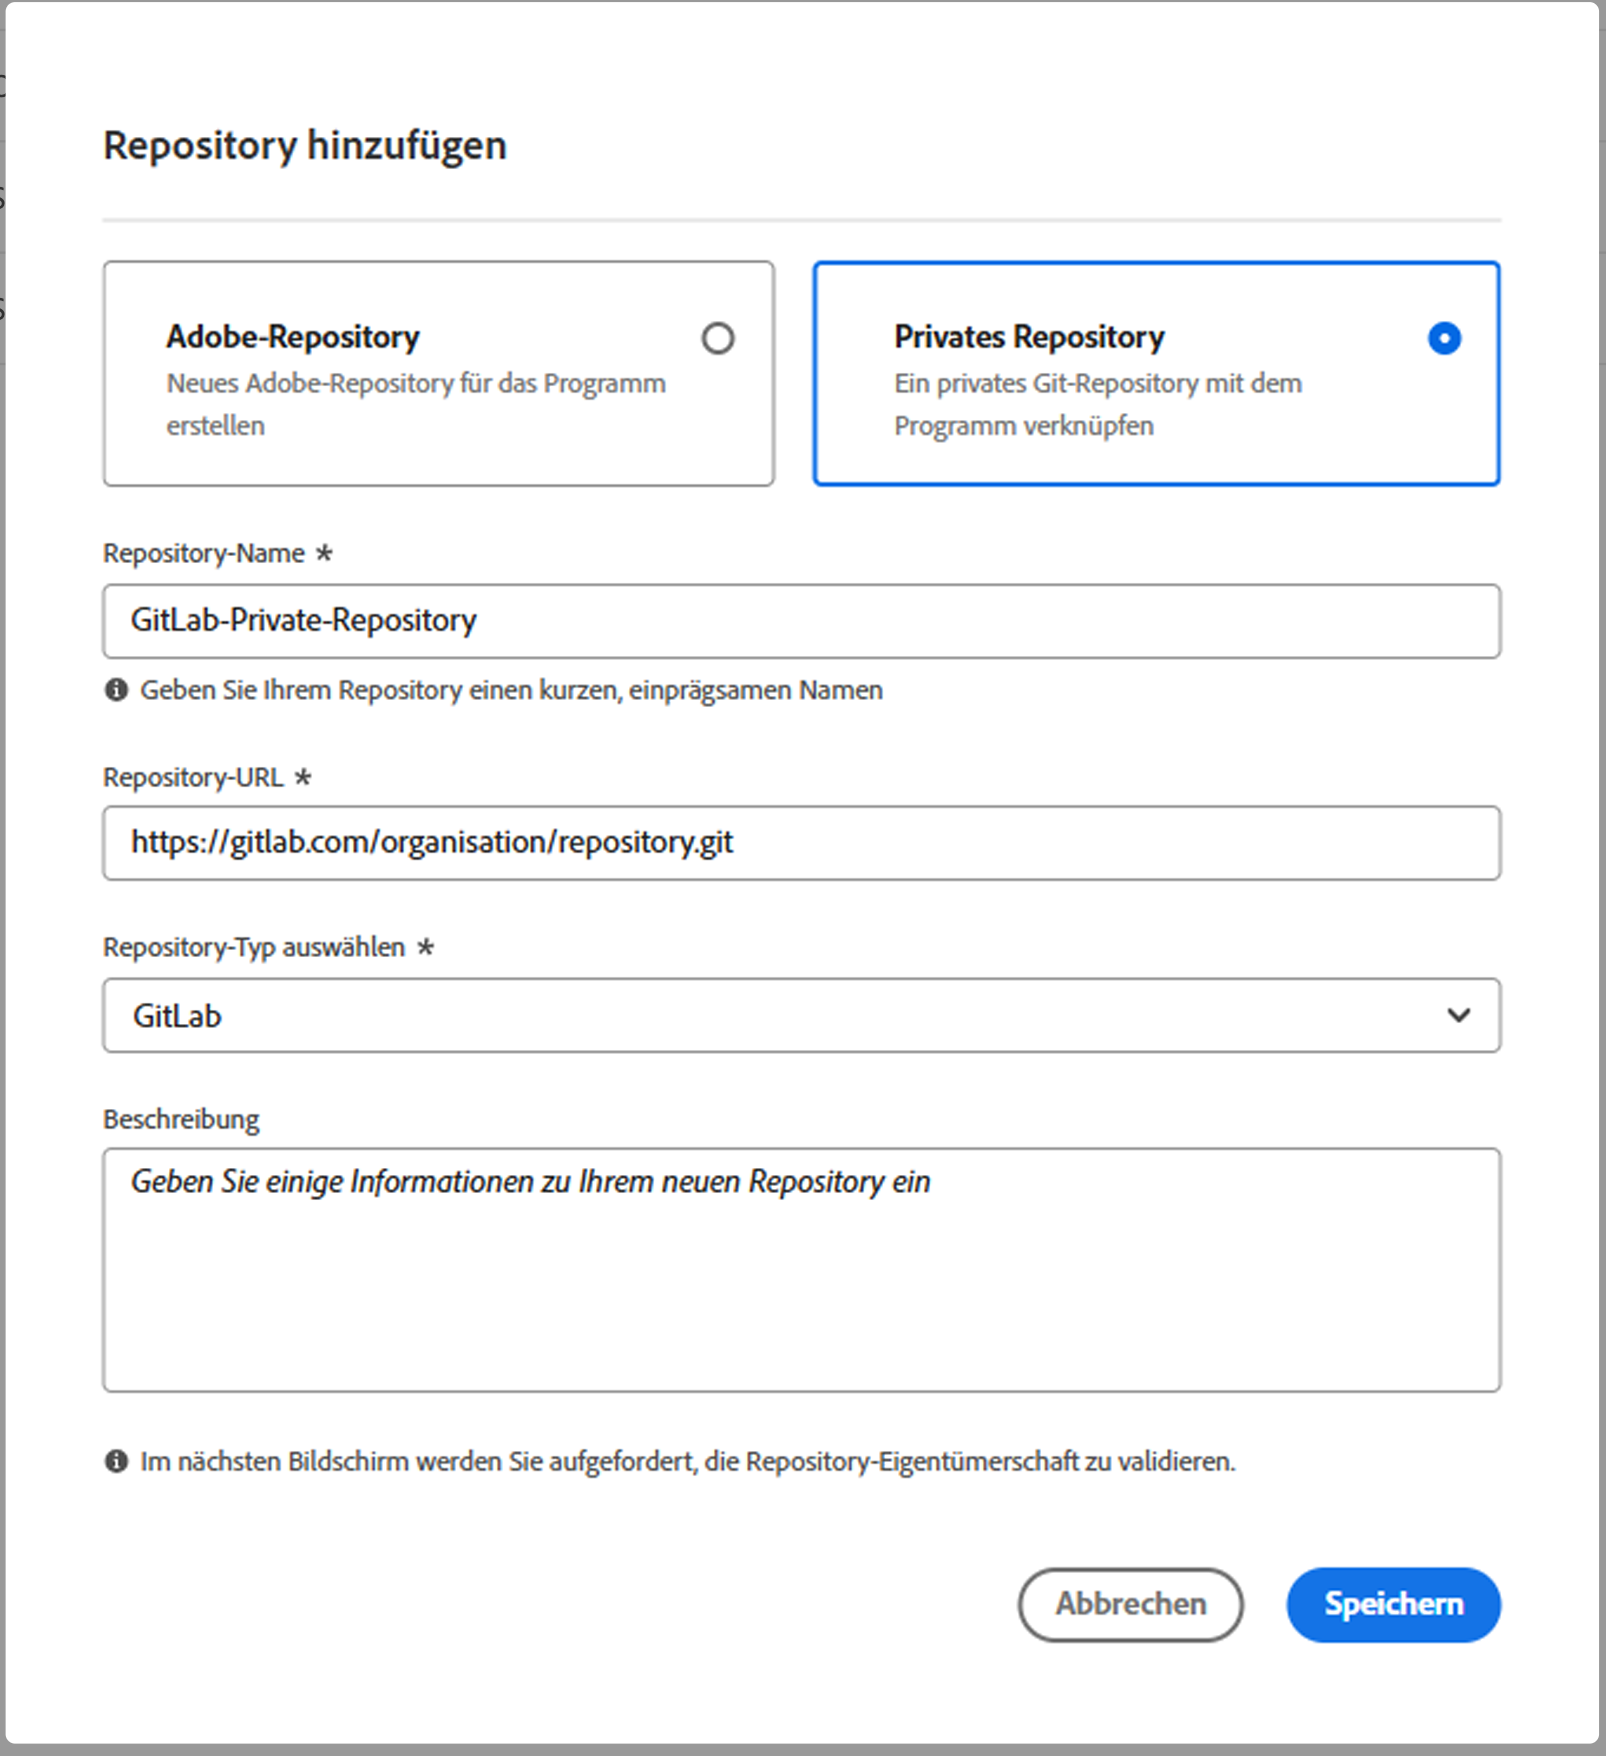 Repository hinzufügen
Adobe-Repository
Neues Adobe-Repository für das Programm
erstellen
Privates Repository
Ein privates Git-Repository mit dem
Programm verknüpfen
Repository-Name *
GitLab-Private-Repository
Geben Sie Ihrem Repository einen kurzen, einprägsamen Namen
Repository-URL *
https://gitlab.com/organisation/repository.git
Repository-Typ auswählen *
GitLab
Beschreibung
Geben Sie einige Informationen zu Ihrem neuen Repository ein
Im nächsten Bildschirm werden Sie aufgefordert, die Repository-Eigentümerschaft zu validieren.
Abbrechen
Speichern